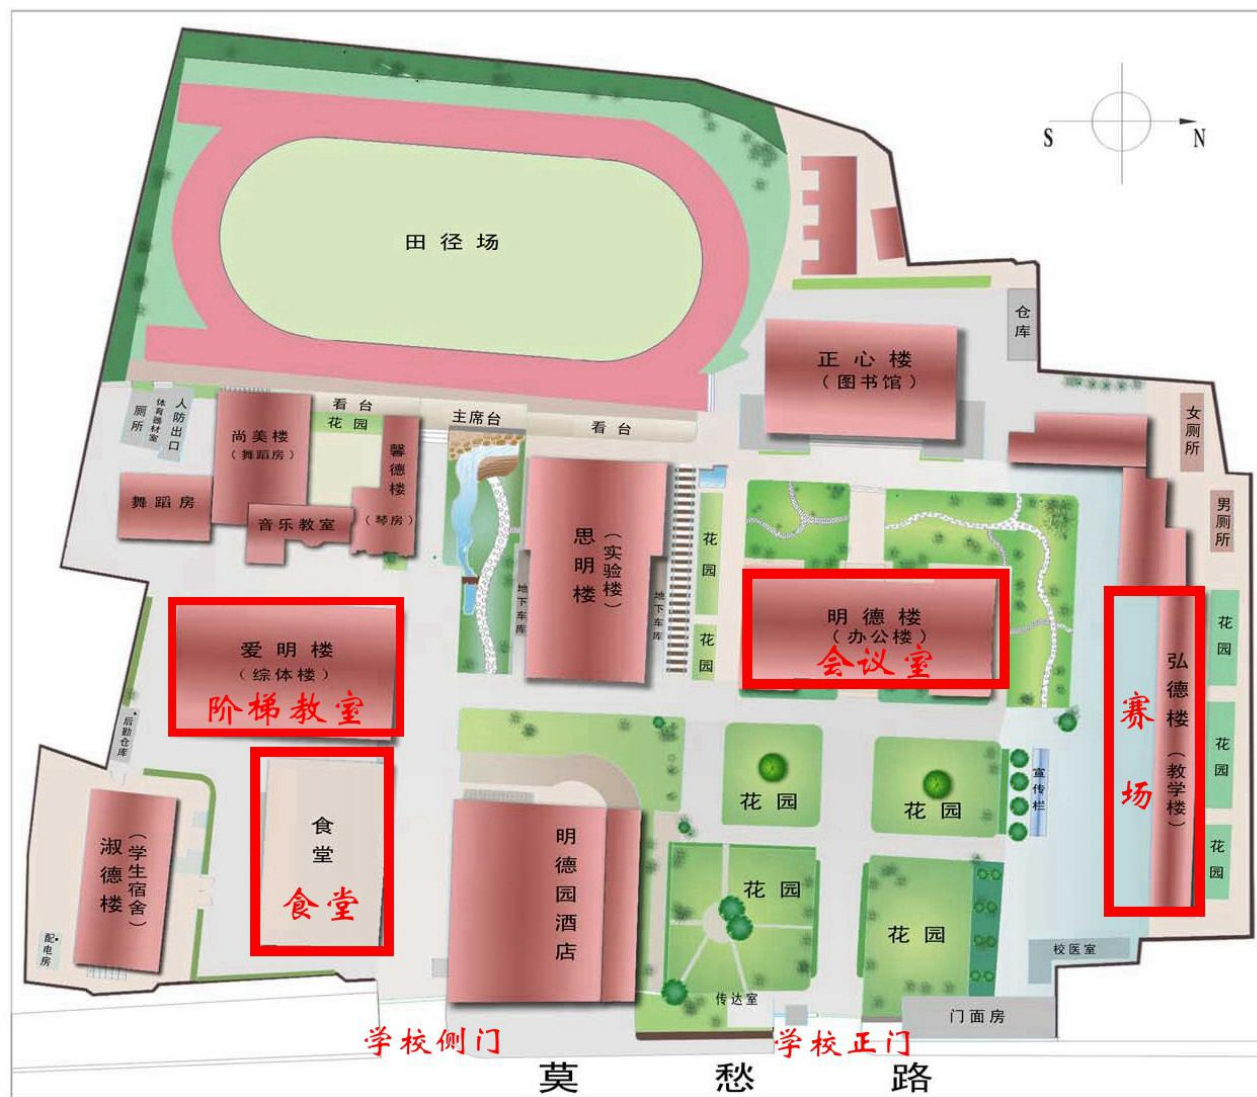 S
N
田径场
仓库
正心楼
（图书馆）
看台
花园
主席台
看台
厕所
体育器材室
人防出口
尚美楼
（舞蹈房）
馨德楼
（琴房）
女厕所
舞蹈房
音乐教室
男厕所
思明楼
（实验楼）
地下车库
地下车库
花园
花园
明德楼
（办公楼）
会议室
爱明楼
（综体楼）
阶梯教室
弘德楼
（教学楼）
赛场
花园
花园
花园
后勤仓库
食堂
食堂
淑德楼
（学生宿舍）
配电房
明德园酒店
花园
花园
宣传栏
花园
花园
校医室
传达室
门面房
学校侧门
学校正门
莫愁路